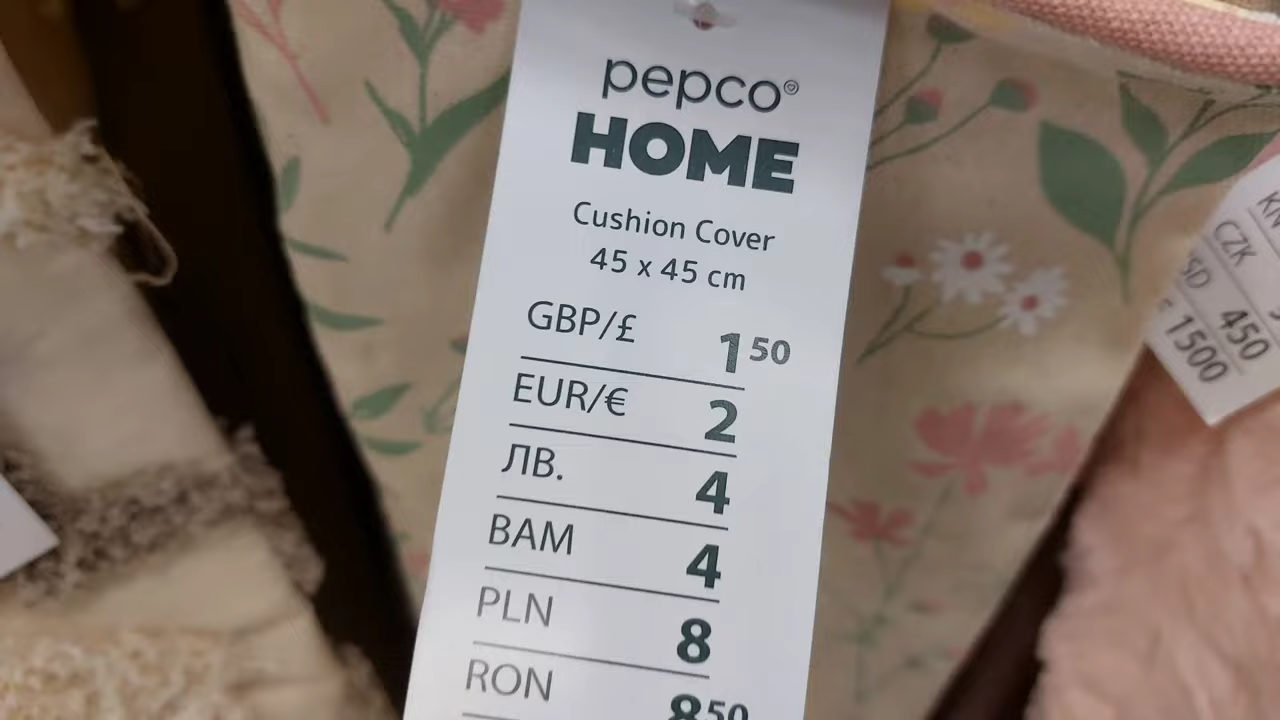 pepco
HOME
Cushion Cover
45 x 45 cm
GBP/£ 1 50
EUR/€ 2
ЛВ. 4
BAM 4
PLN 8
RON 8 50
CZK
450
1500